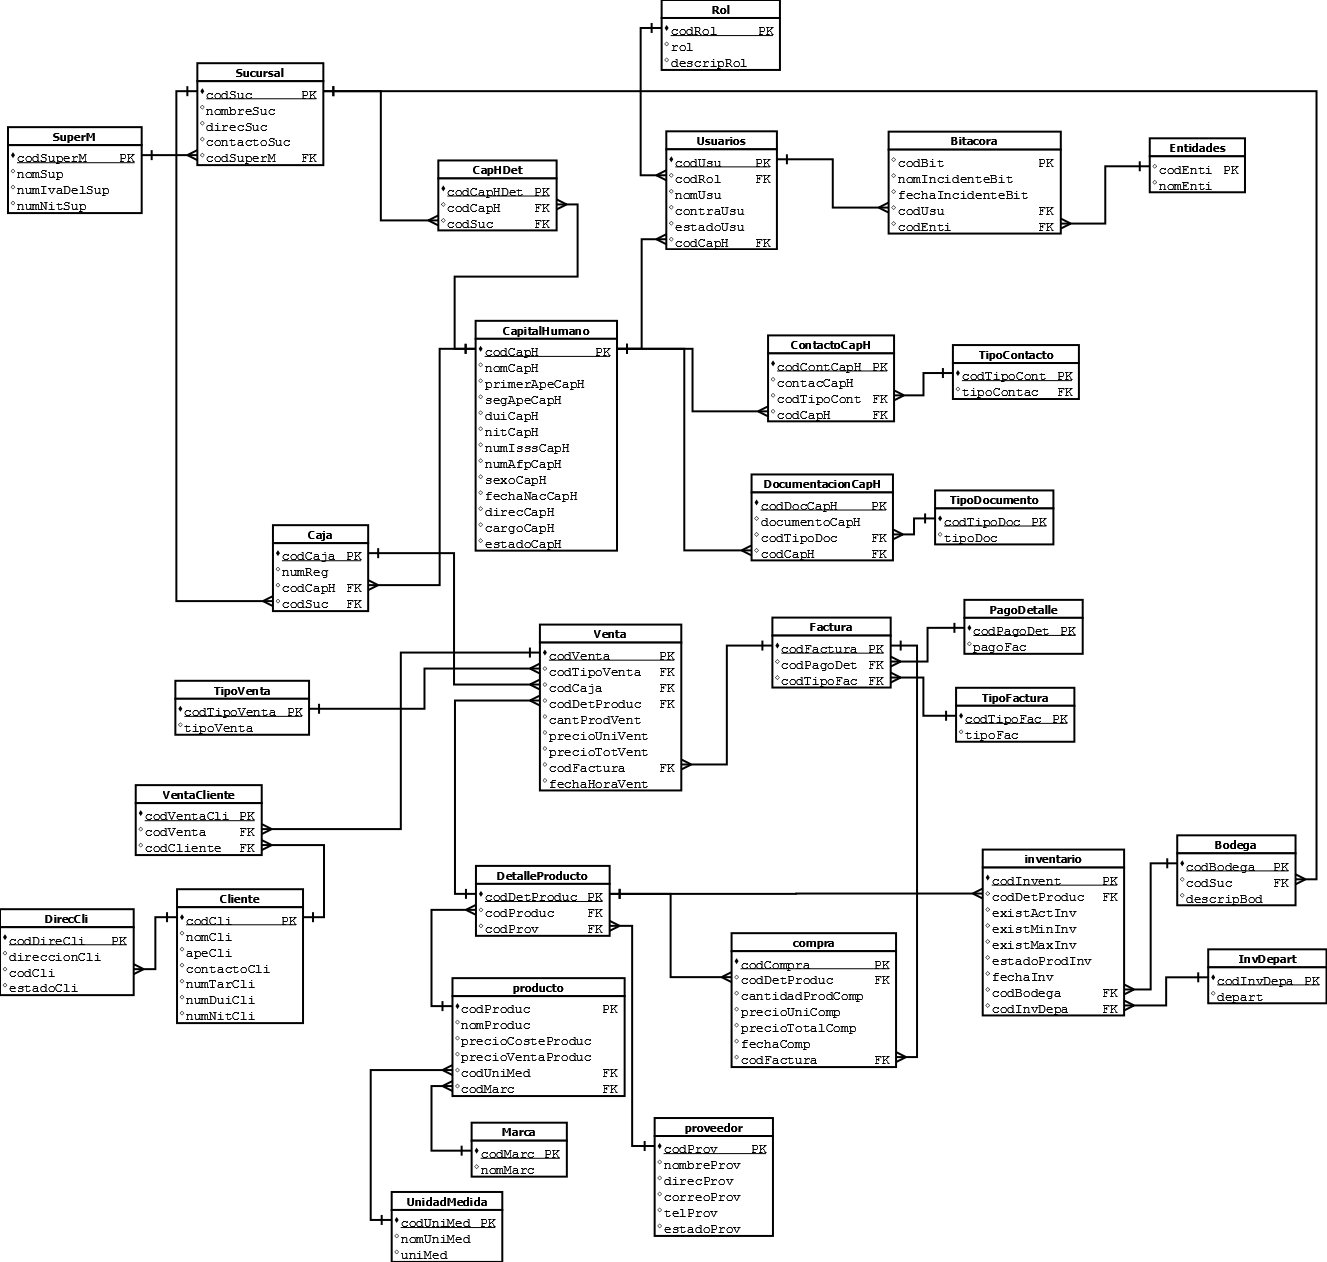 Rol
codRol PK
rol
descripRol
Sucursal
codSuc PK
nombreSuc
direcSuc
contactoSuc
codSuperM FK
SuperM
codSuperM PK
nomSup
numIvaDelSup
numNitSup
CapHDet
codCapHDet PK
codCapH FK
codSuc FK
Usuarios
codUsu PK
codRol FK
nomUsu
contraUsu
estadoUsu
codCapH FK
Bitacora
codBit PK
nomIncidenteBit
fechaIncidenteBit
codUsu FK
codEnti FK
Entidades
codEnti PK
nomEnti
CapitalHumano
codCapH PK
nomCapH
primerApeCapH
segApeCapH
duiCapH
nitCapH
numIsssCapH
numAfpCapH
sexoCapH
fechaNacCapH
direcCapH
cargoCapH
estadoCapH
ContactoCapH
codContCapH PK
contacCapH
codTipoCont FK
codCapH FK
TipoContacto
codTipoCont PK
tipoContac FK
DocumentacionCapH
codDocCapH PK
documentoCapH
codTipoDoc FK
codCapH FK
TipoDocumento
codTipoDoc PK
tipoDoc
Caja
codCaja PK
numReg
codCapH FK
codSuc FK
Venta
codVenta PK
codTipoVenta FK
codCaja FK
codDetProduc FK
cantProdVent
precioUniVent
precioTotVent
codFactura FK
fechaHoraVent
Factura
codFactura PK
codPagoDet FK
codTipoFac FK
PagoDetalle
codPagoDet PK
pagoFac
TipoFactura
codTipoFac PK
tipoFac
TipoVenta
codTipoVenta PK
tipoVenta
VentaCliente
codVentaCli PK
codVenta FK
codCliente FK
Cliente
codCli PK
nomCli
apeCli
contactoCli
numTarCli
numDuiCli
numNitCli
DirecCli
codDireCli PK
direccionCli
codCli FK
estadoCli
DetalleProducto
codDetProduc PK
codProduc FK
codProv FK
inventario
codInvent PK
codDetProduc FK
existActInv
existMinInv
existMaxInv
estadoProdInv
fechaInv
codBodega FK
codInvDepa FK
Bodega
codBodega PK
codSuc FK
descripBod
InvDepart
codInvDepa PK
depart
compra
codCompra PK
codDetProduc FK
cantidadProdComp
precioUniComp
precioTotalComp
fechaComp
codFactura FK
producto
codProduc PK
nomProduc
precioCosteProduc
precioVentaProduc
codUniMed FK
codMarc FK
Marca
codMarc PK
nomMarc
proveedor
codProv PK
nombreProv
direcProv
correoProv
telProv
estadoProv
UnidadMedida
codUniMed PK
nomUniMed
uniMed